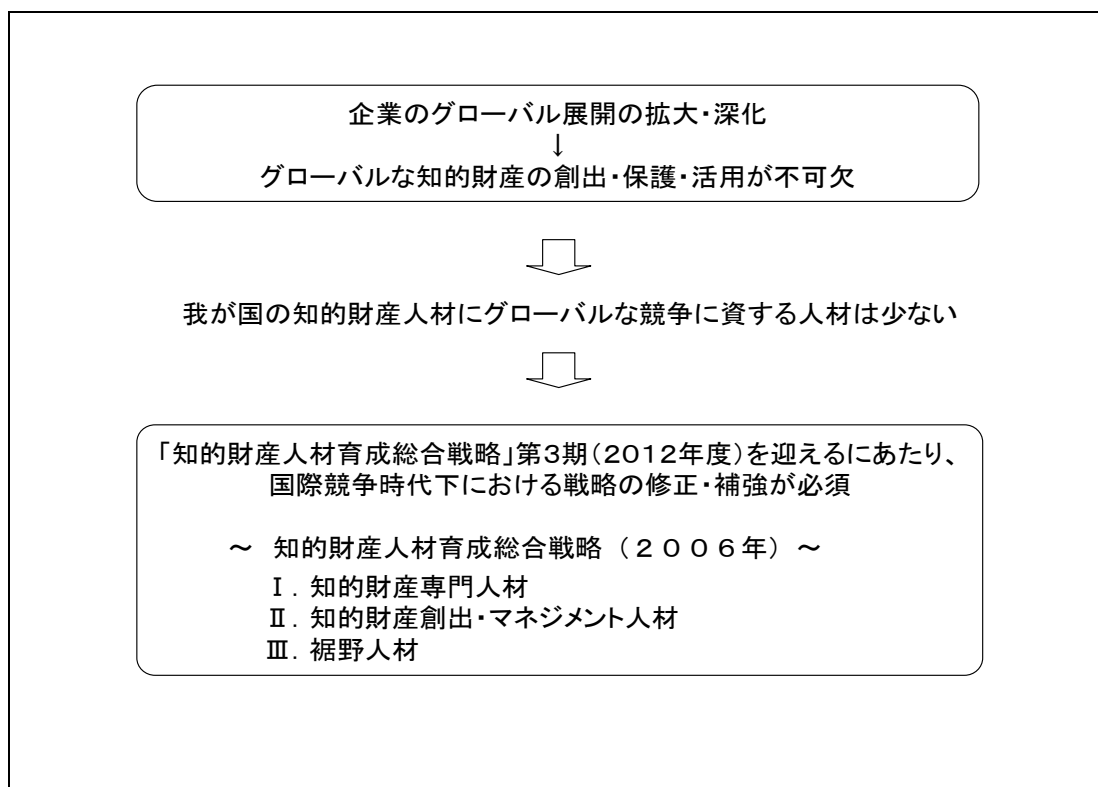 企業のグローバル展開の拡大・深化
↓
グローバルな知的財産の創出・保護・活用が不可欠
我が国の知的財産人材にグローバルな競争に資する人材は少ない
「知的財産人材育成総合戦略」第3期(2012年度)を迎えるにあたり、
国際競争時代下における戦略の修正・補強が必須
～ 知的財産人材育成総合戦略 (2006年) ～
Ⅰ. 知的財産専門人材
Ⅱ. 知的財産創出・マネジメント人材
Ⅲ. 裾野人材